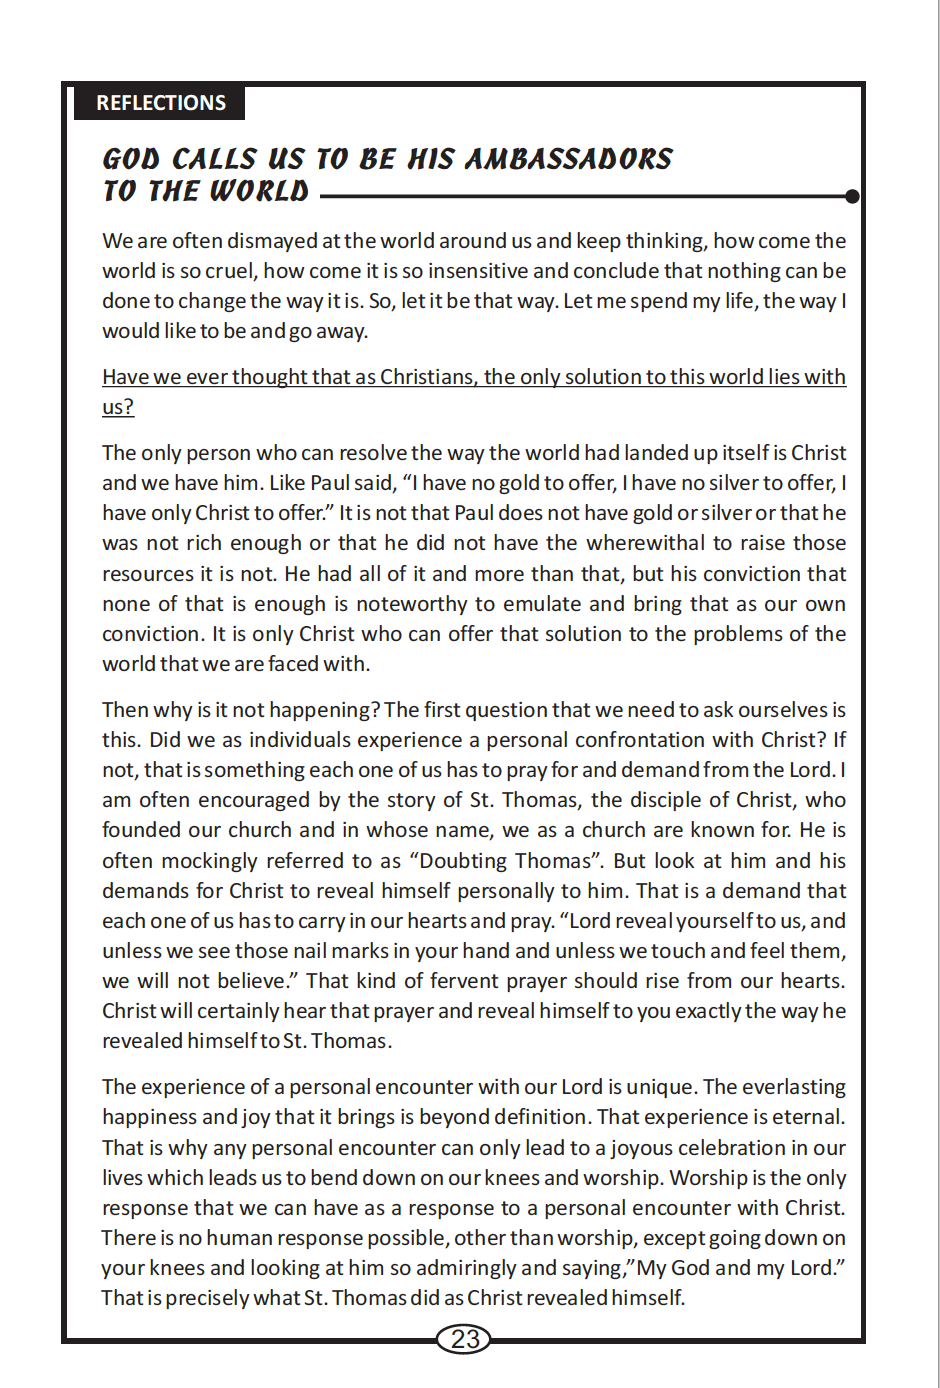 REFLECTIONS
GOD CALLS US TO BE HIS AMBASSADORS
TO THE WORLD
We are often dismayed at the world around us and keep thinking, how come the
world is so cruel, how come it is so insensitive and conclude that nothing can be
done to change the way it is. So, let it be that way. Let me spend my life, the way I
would like to be and go away.
Have we ever thought that as Christians, the only solution to this world lies with
us?
The only person who can resolve the way the world had landed up itself is Christ
and we have him. Like Paul said, “I have no gold to offer, I have no silver to offer, I
have only Christ to offer.” It is not that Paul does not have gold or silver or that he
was not rich enough or that he did not have the wherewithal to raise those
resources it is not. He had all of it and more than that, but his conviction that
none of that is enough is noteworthy to emulate and bring that as our own
conviction. It is only Christ who can offer that solution to the problems of the
world that we are faced with.
Then why is it not happening? The first question that we need to ask ourselves is
this. Did we as individuals experience a personal confrontation with Christ? If
not, that is something each one of us has to pray for and demand from the Lord. I
am often encouraged by the story of St. Thomas, the disciple of Christ, who
founded our church and in whose name, we as a church are known for. He is
often mockingly referred to as “Doubting Thomas”. But look at him and his
demands for Christ to reveal himself personally to him. That is a demand that
each one of us has to carry in our hearts and pray. “Lord reveal yourself to us, and
unless we see those nail marks in your hand and unless we touch and feel them,
we will not believe.” That kind of fervent prayer should rise from our hearts.
Christ will certainly hear that prayer and reveal himself to you exactly the way he
revealed himself to St. Thomas.
The experience of a personal encounter with our Lord is unique. The everlasting
happiness and joy that it brings is beyond definition. That experience is eternal.
That is why any personal encounter can only lead to a joyous celebration in our
lives which leads us to bend down on our knees and worship. Worship is the only
response that we can have as a response to a personal encounter with Christ.
There is no human response possible, other than worship, except going down on
your knees and looking at him so admiringly and saying,”My God and my Lord.”
That is precisely what St. Thomas did as Christ revealed himself.
23